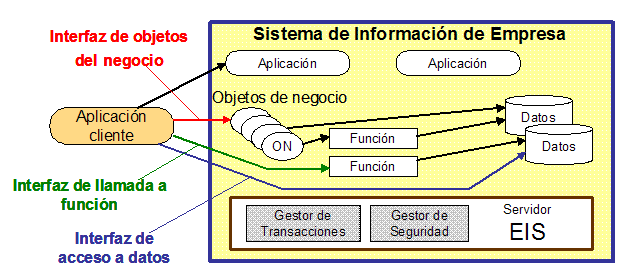 Sistema de Información de Empresa
Interfaz de objetos
del negocio
Aplicación
Aplicación
Objetos de negocio
Aplicación
cliente
ON
Función
Función
Datos
Datos
Interfaz de llamada a
función
Interfaz de
acceso a datos
Gestor de
Transacciones
Gestor de
Seguridad
Servidor
EIS